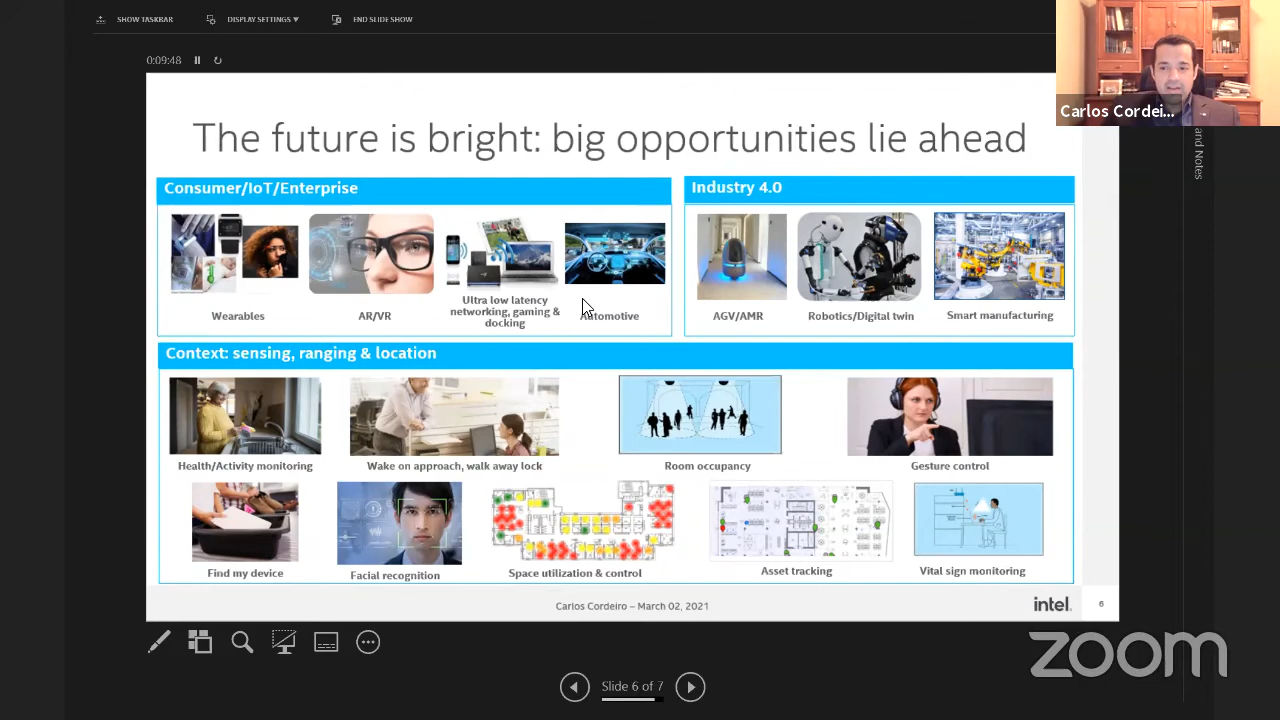 SHOW TASKBAR
DISPLAY SETTINGS ▾
END SLIDE SHOW
0:09:48
Carlos Cordei...
and Notes
The future is bright: big opportunities lie ahead
Consumer/IoT/Enterprise
Industry 4.0
Wearables
AR/VR
Ultra low latency
networking, gaming &
docking
Automotive
AGV/AMR
Robotics/Digital twin
Smart manufacturing
Context: sensing, ranging & location
Health/Activity monitoring
Wake on approach, walk away lock
Room occupancy
Gesture control
Find my device
Facial recognition
Space utilization & control
Asset tracking
Vital sign monitoring
Carlos Cordeiro – March 02, 2021
intel.
6
Slide 6 of 7
zoom